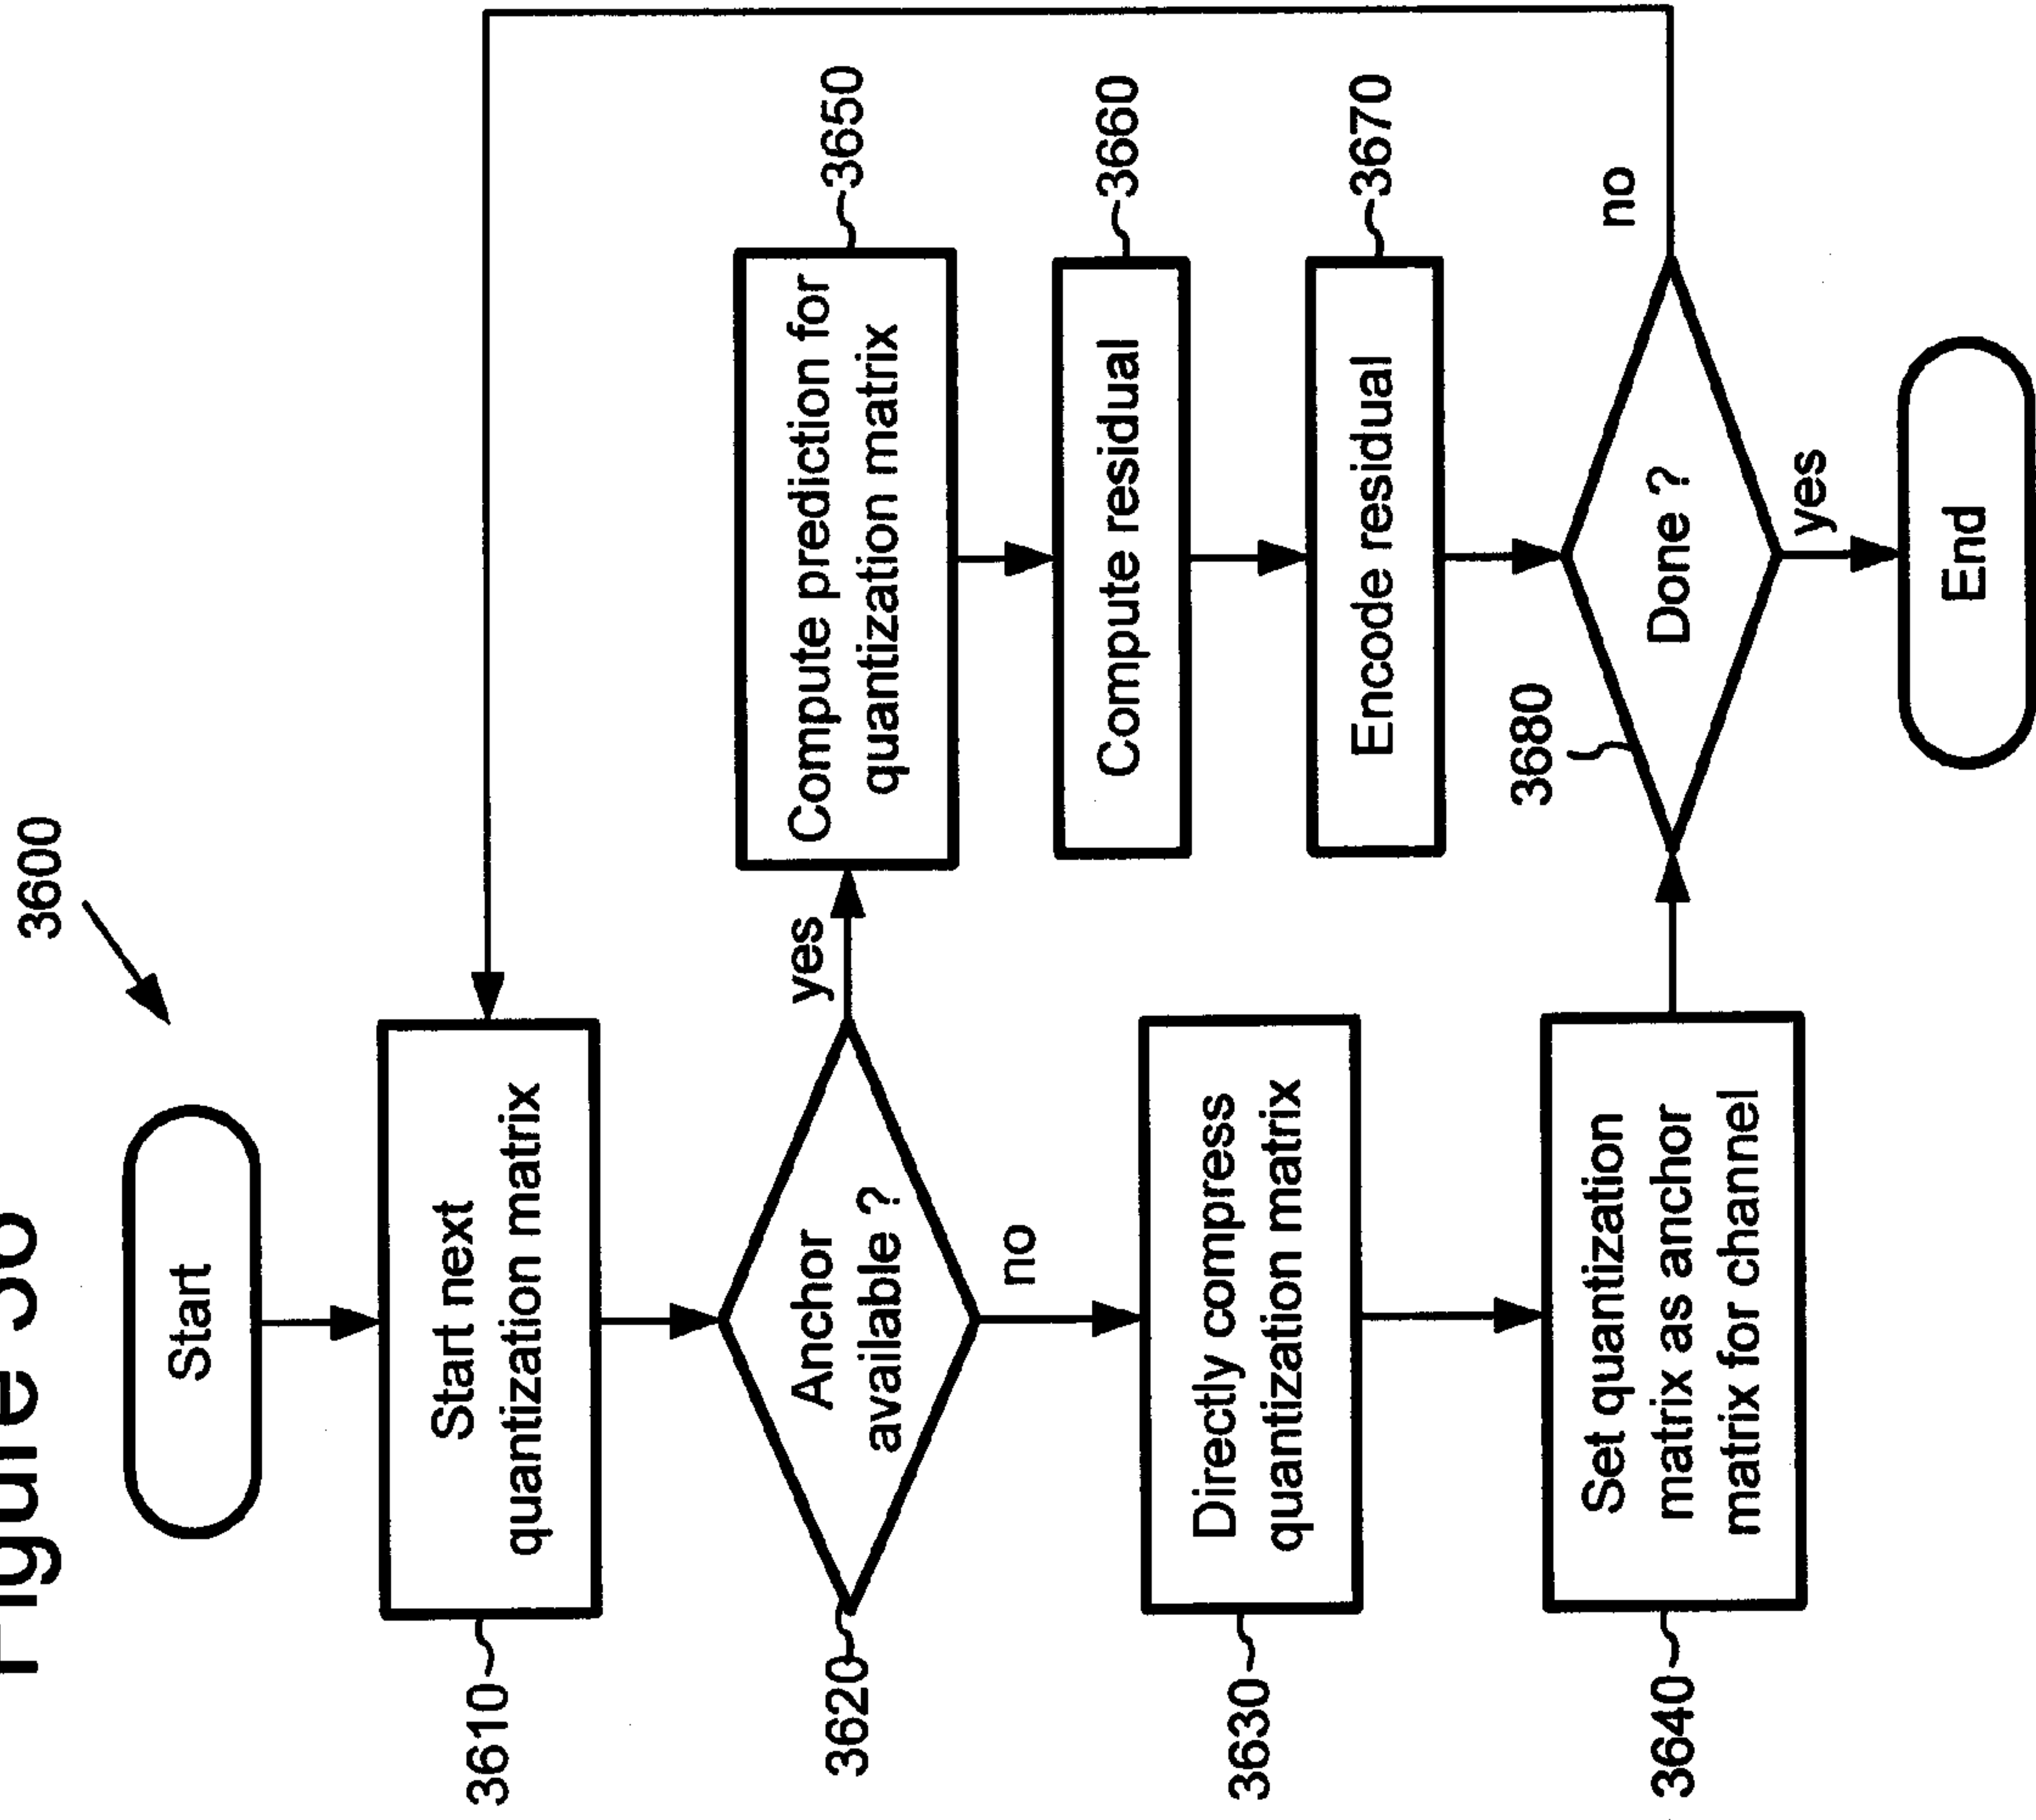 Figure 36
3600
Start
Start next
quantization matrix
3610
Anchor
available ?
3620
yes
no
Directly compress
quantization matrix
3630
Set quantization
matrix as anchor
matrix for channel
3640
Compute prediction for
quantization matrix
3650
Compute residual
3660
Encode residual
3670
Done ?
3680
no
yes
End